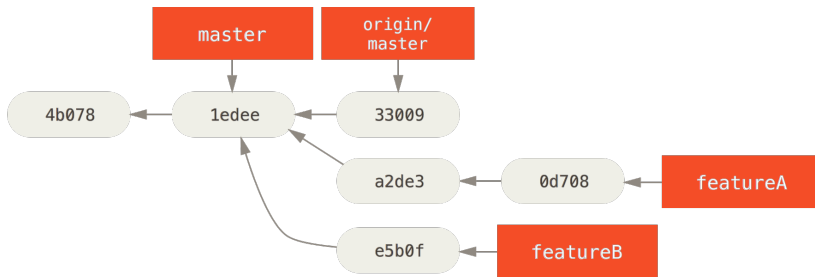 master
origin/
master
4b078
1edee
33009
a2de3
0d708
featureA
e5b0f
featureB